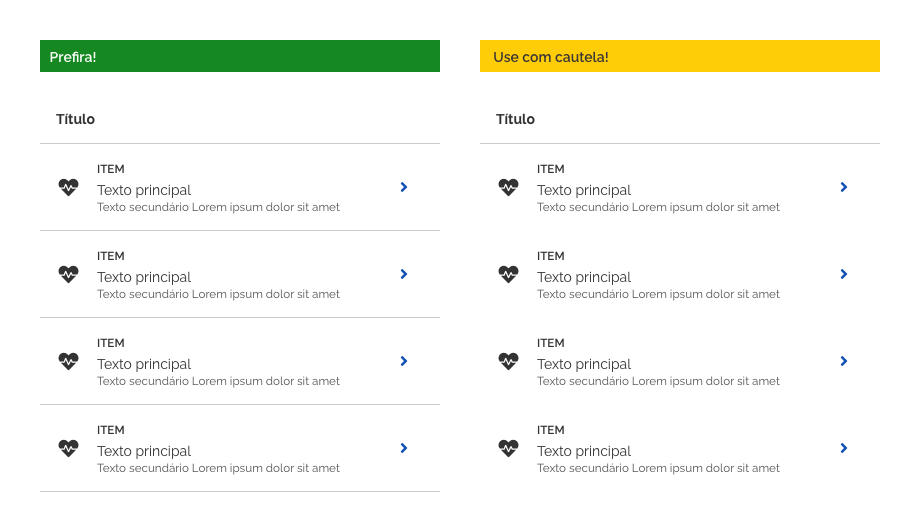 Prefira!
Título
ITEM
Texto principal
Texto secundário Lorem ipsum dolor sit amet
ITEM
Texto principal
Texto secundário Lorem ipsum dolor sit amet
ITEM
Texto principal
Texto secundário Lorem ipsum dolor sit amet
ITEM
Texto principal
Texto secundário Lorem ipsum dolor sit amet
Use com cautela!
Título
ITEM
Texto principal
Texto secundário Lorem ipsum dolor sit amet
ITEM
Texto principal
Texto secundário Lorem ipsum dolor sit amet
ITEM
Texto principal
Texto secundário Lorem ipsum dolor sit amet
ITEM
Texto principal
Texto secundário Lorem ipsum dolor sit amet